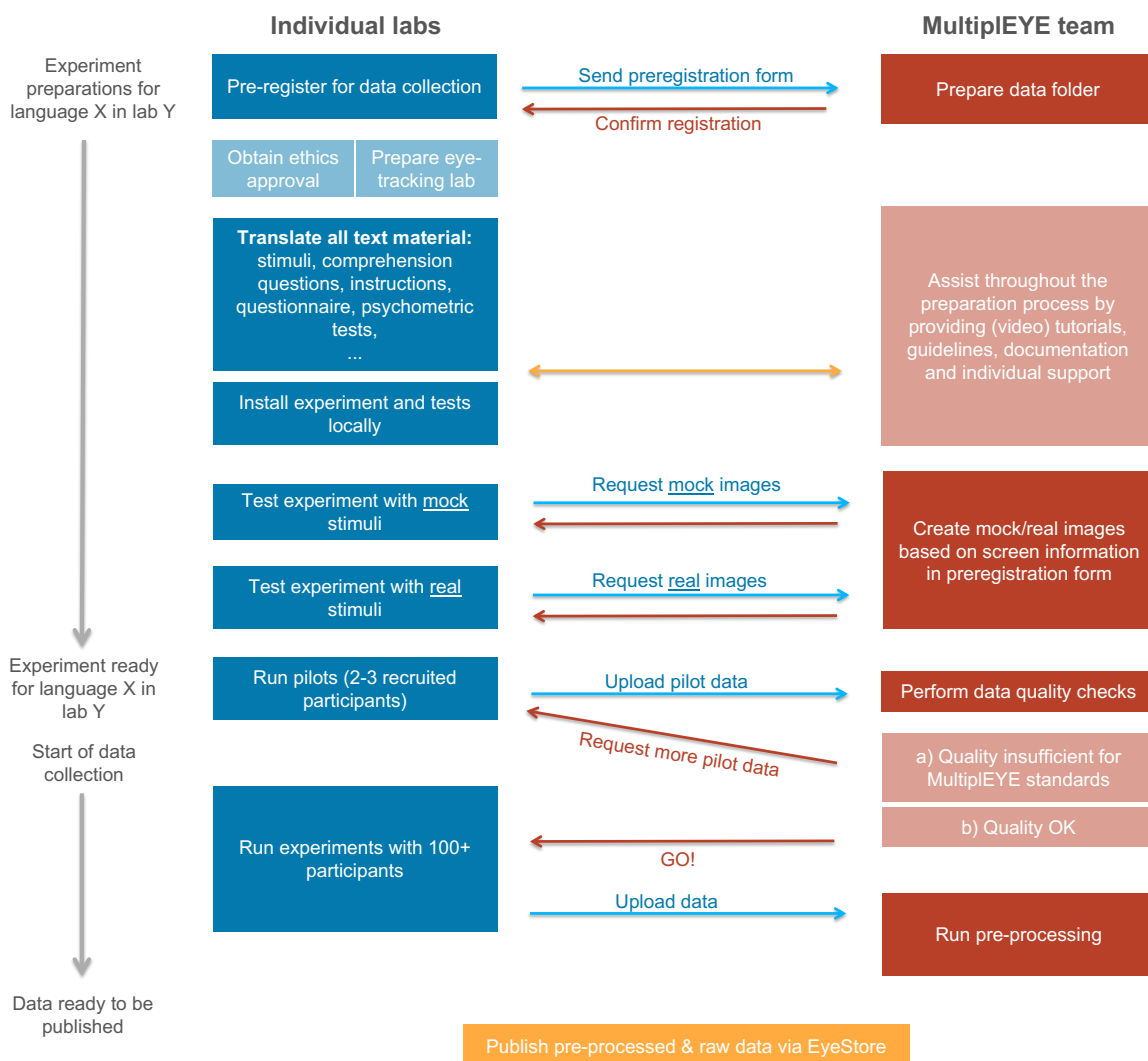 Individual labs
MultiplEYE team
Experiment
preparations for
language X in lab Y
Pre-register for data collection
Send preregistration form
Confirm registration
Prepare data folder
Obtain ethics
approval
Prepare eye-
tracking lab
Translate all text material:
stimuli, comprehension
questions, instructions,
questionnaire, psychometric
tests,
...
Assist throughout the
preparation process by
providing (video) tutorials,
guidelines, documentation
and individual support
Install experiment and tests
locally
Test experiment with mock
stimuli
Request mock images
Create mock/real images
based on screen information
in preregistration form
Test experiment with real
stimuli
Request real images
Experiment ready
for language X in
lab Y
Run pilots (2-3 recruited
participants)
Upload pilot data
Perform data quality checks
Request more pilot data
Start of data
collection
a) Quality insufficient for
MultiplEYE standards
b) Quality OK
Run experiments with 100+
participants
GO!
Upload data
Run pre-processing
Data ready to be
published
Publish pre-processed & raw data via EyeStore